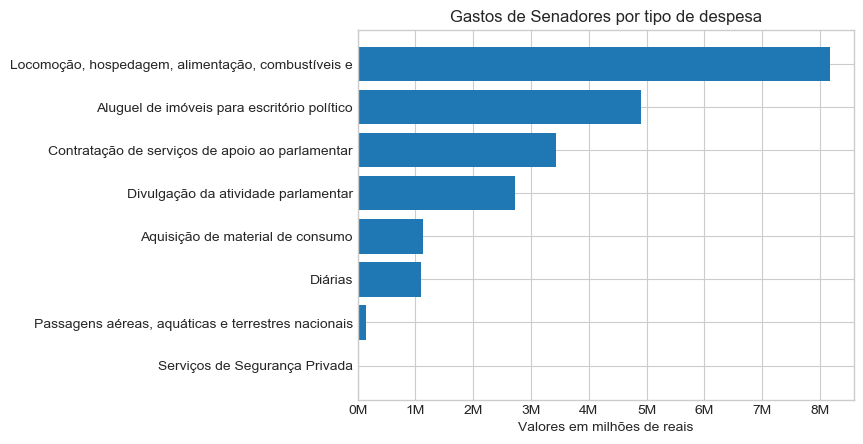 Gastos de Senadores por tipo de despesa
Locomoção, hospedagem, alimentação, combustíveis e
Aluguel de imóveis para escritório político
Contratação de serviços de apoio ao parlamentar
Divulgação da atividade parlamentar
Aquisição de material de consumo
Diárias
Passagens aéreas, aquáticas e terrestres nacionais
Serviços de Segurança Privada
0M 1M 2M 3M 4M 5M 6M 7M 8M
Valores em milhões de reais